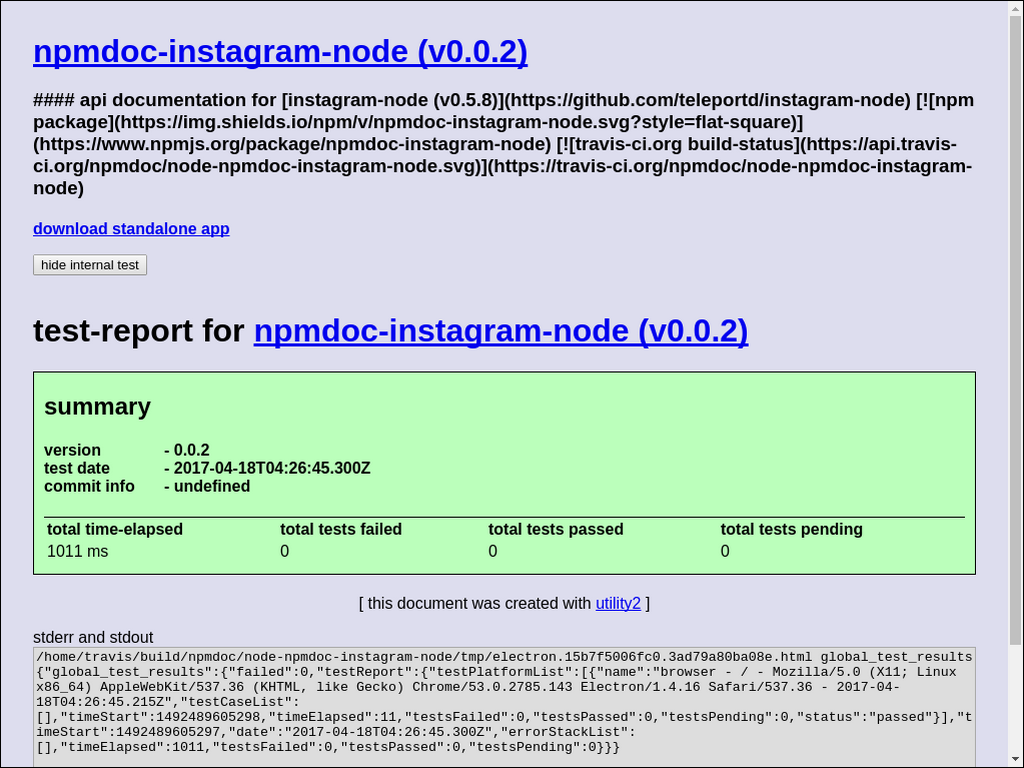 npmdoc-instagram-node (v0.0.2)
#### api documentation for [instagram-node (v0.5.8)](https://github.com/teleportd/instagram-node) [![npm
package](https://img.shields.io/npm/v/npmdoc-instagram-node.svg?style=flat-square)]
(https://www.npmjs.org/package/npmdoc-instagram-node) [![travis-ci.org build-status](https://api.travis-
ci.org/npmdoc/node-npmdoc-instagram-node.svg)](https://travis-ci.org/npmdoc/node-npmdoc-instagram-
node)
download standalone app
hide internal test
test-report for npmdoc-instagram-node (v0.0.2)
summary
version - 0.0.2
test date - 2017-04-18T04:26:45.300Z
commit info - undefined
total time-elapsed total tests failed total tests passed total tests pending
1011 ms 0 0 0
[ this document was created with utility2 ]
stderr and stdout
/home/travis/build/npmdoc/node-npmdoc-instagram-node/tmp/electron.15b7f5006fc0.3ad79a80ba08e.html global_test_results
{"global_test_results":{"failed":0,"testReport":{"testPlatformList":[{"name":"browser - / - Mozilla/5.0 (X11; Linux
x86_64) AppleWebKit/537.36 (KHTML, like Gecko) Chrome/53.0.2785.143 Electron/1.4.16 Safari/537.36 - 2017-04-
18T04:26:45.215Z","testCaseList":
[],"timeStart":1492489605298,"timeElapsed":11,"testsFailed":0,"testsPassed":0,"testsPending":0,"status":"passed"}],"t
imeStart":1492489605297,"date":"2017-04-18T04:26:45.300Z","errorStackList":
[],"timeElapsed":1011,"testsFailed":0,"testsPassed":0,"testsPending":0}}}